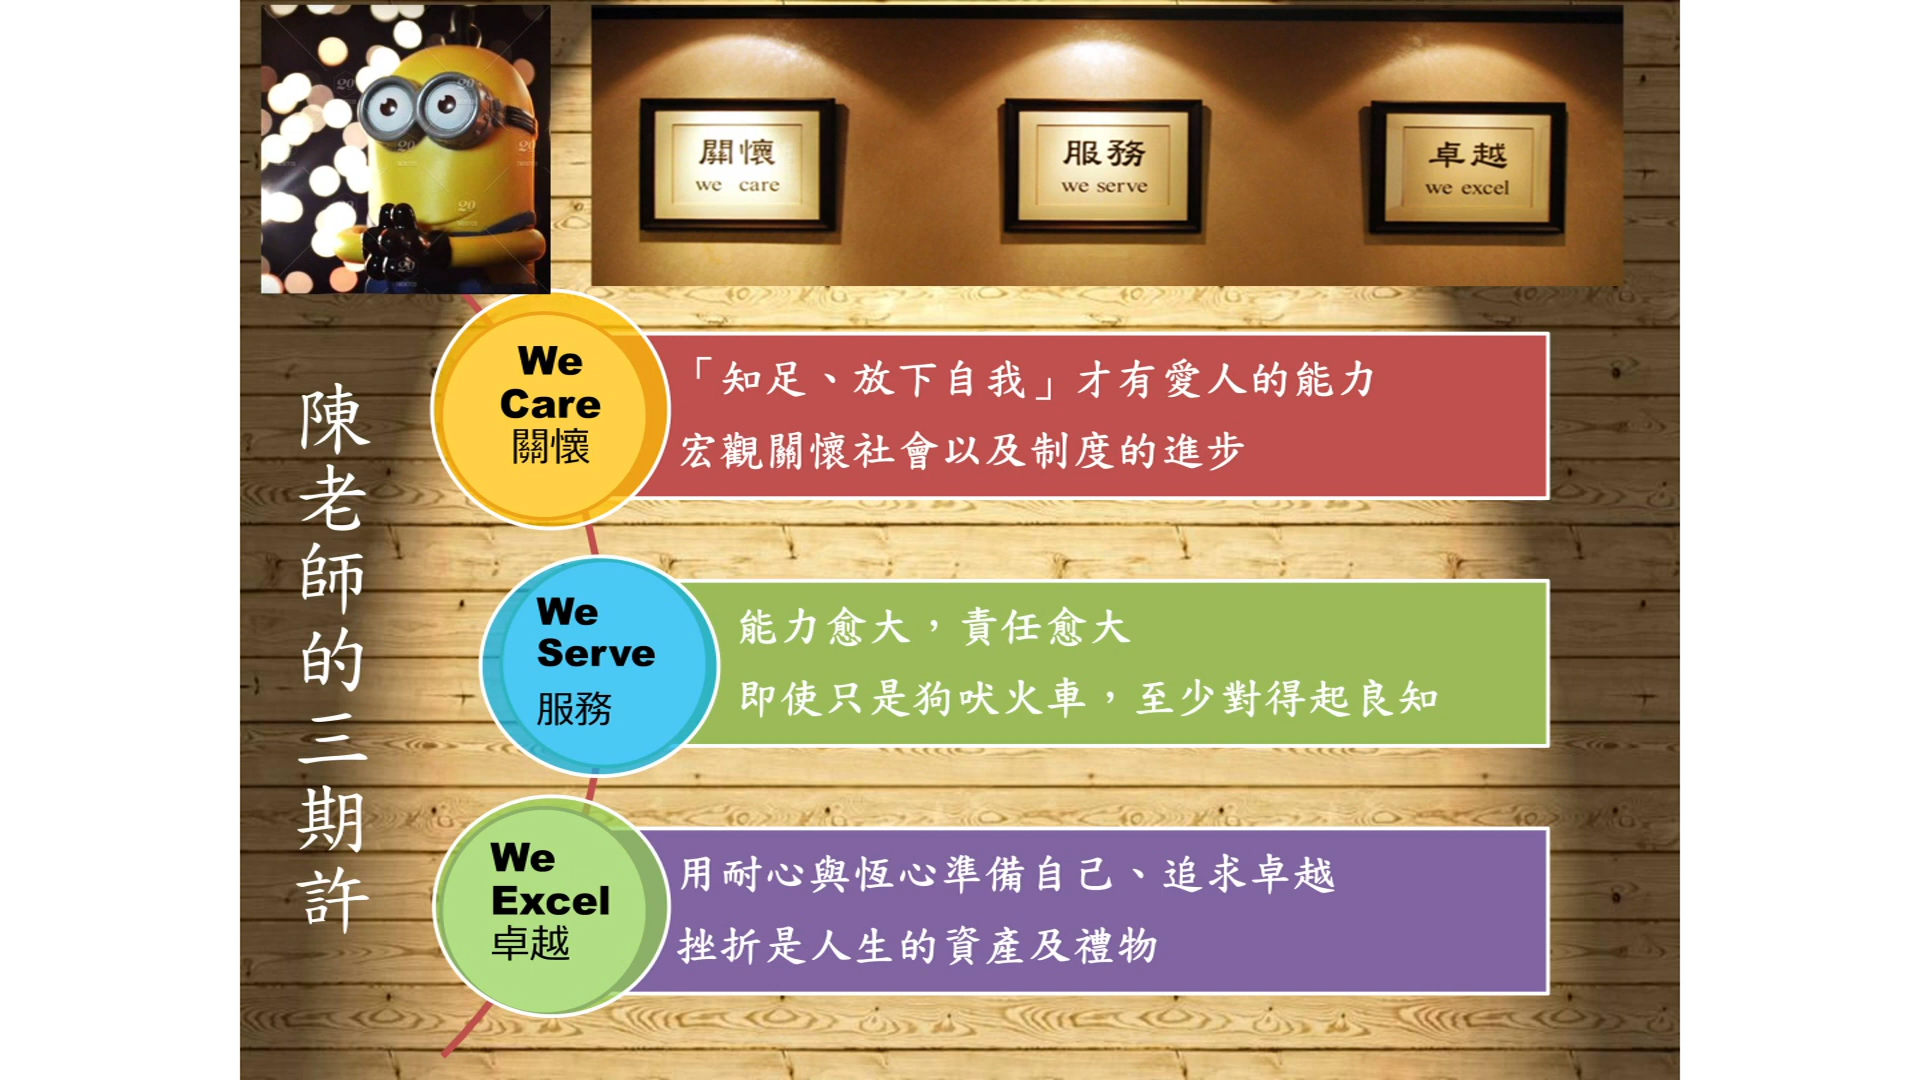 關懷
we care
服務
we serve
卓越
we excel
陳老師的三期許
We
Care
關懷
「知足、放下自我」才有愛人的能力
宏觀關懷社會以及制度的進步
We
Serve
服務
能力愈大，責任愈大
即使只是狗吠火車，至少對得起良知
We
Excel
卓越
用耐心與恆心準備自己、追求卓越
挫折是人生的資產及禮物